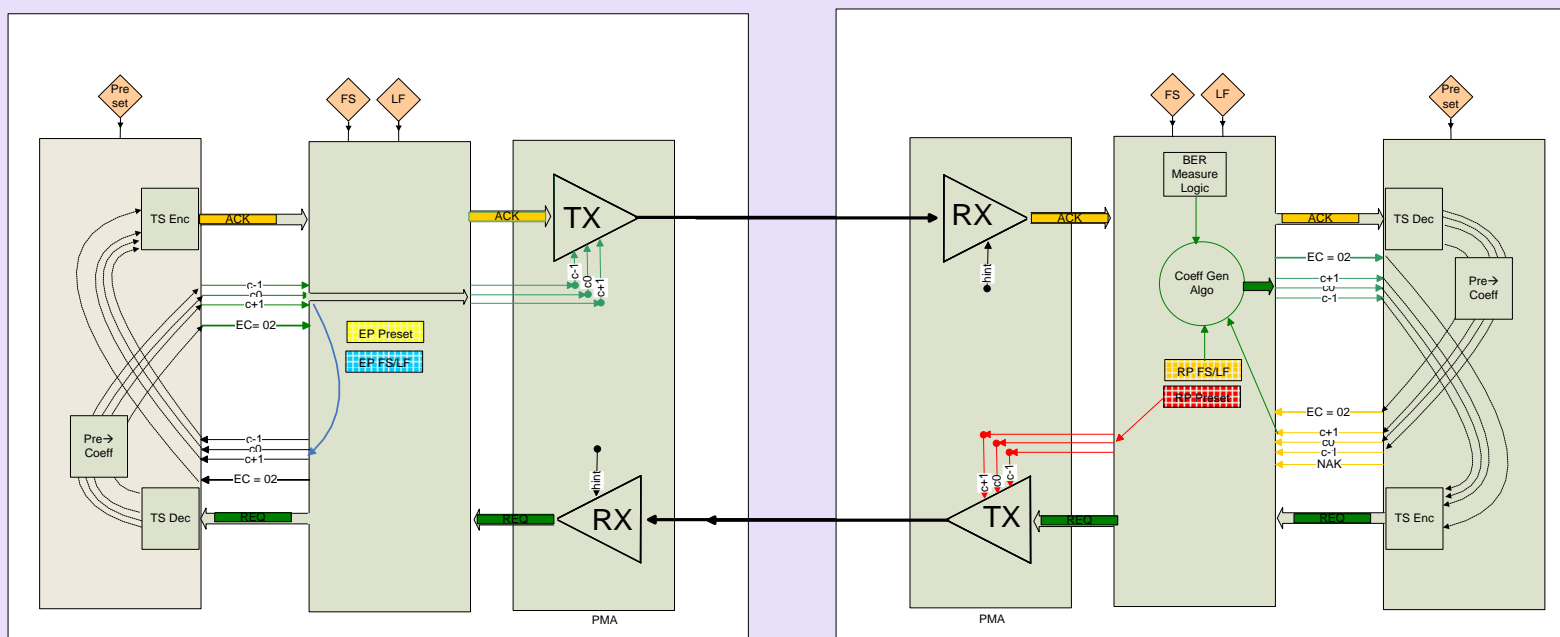 Pre
set
FS
LF
TS Enc
ACK
ACK
TX
c-1
c0
c+1
c-1
c0
c+1
EC= 02
EP Preset
EP FS/LF
Pre→
Coeff
c-1
c0
c+1
EC = 02
TS Dec
REQ
REQ
hint
RX
PMA
FS
LF
Pre
set
BER
Measure
Logic
RX
ACK
ACK
TS Dec
hint
Coeff Gen
Algo
EC = 02
c+1
c0
c-1
Pre→
Coeff
RP FS/LF
RP Preset
EC = 02
c+1
c0
c-1
NAK
c+1
c0
c-1
TX
REQ
REQ
TS Enc
PMA